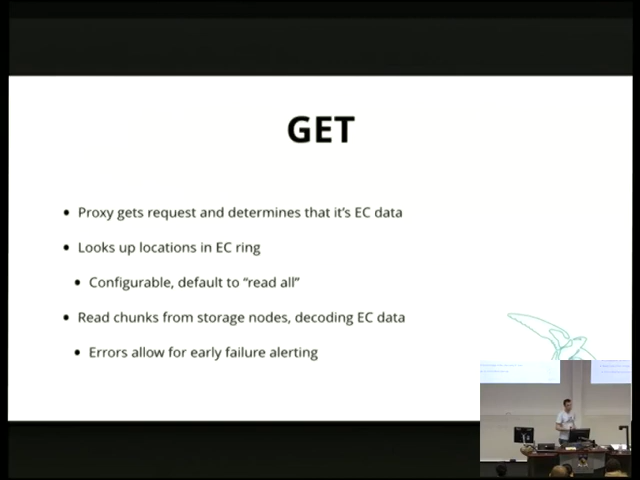 GET
• Proxy gets request and determines that it's EC data
• Looks up locations in EC ring
• Configurable, default to "read all"
• Read chunks from storage nodes, decoding EC data
• Errors allow for early failure alerting